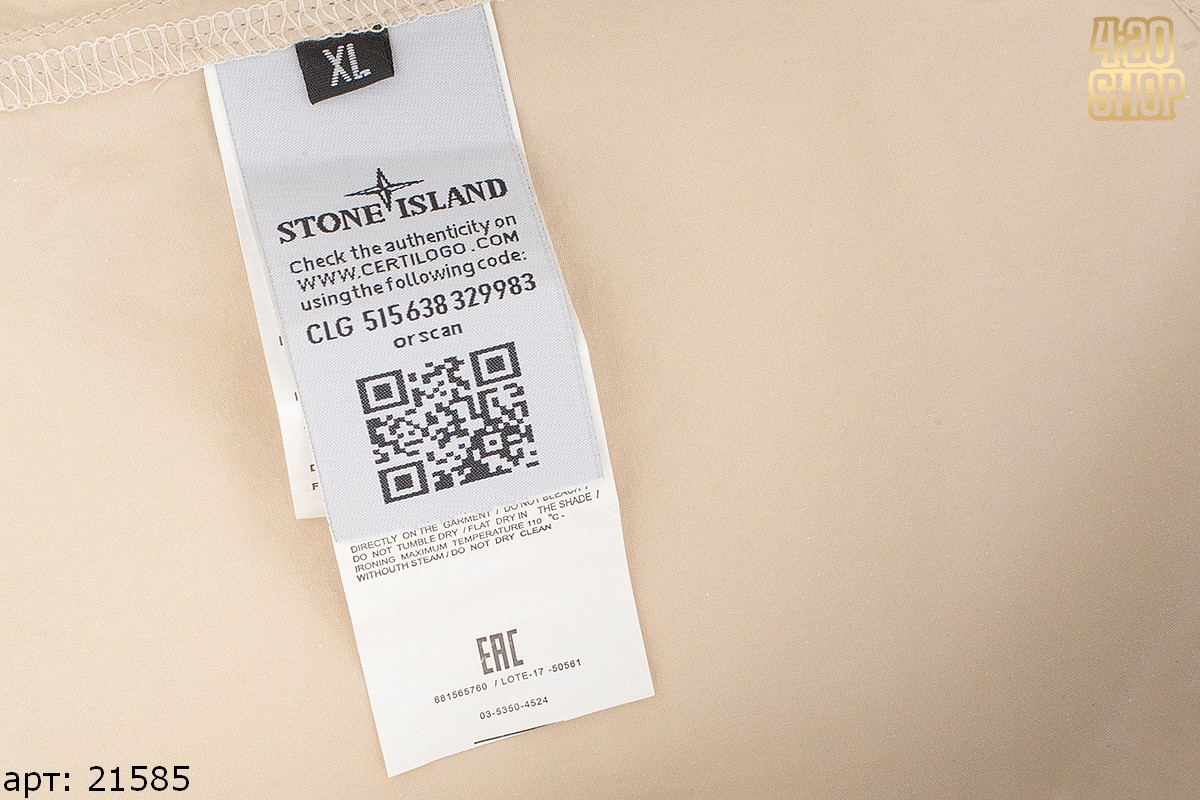 4:20
SHOP
XL
STONE ISLAND
Check the authenticity on
WWW.CERTILOGO.COM
using the following code:
CLG 515638329983
or scan
DIRECTLY ON THE GARMENT / DO NOT BLEACH /
DO NOT TUMBLE DRY / FLAT DRY IN THE SHADE /
IRONING MAXIMUM TEMPERATURE 110 °C -
WITHOUTH STEAM / DO NOT DRY CLEAN
EAC
681565760 / LOTE-17 -50561
03-5350-4524
арт: 21585